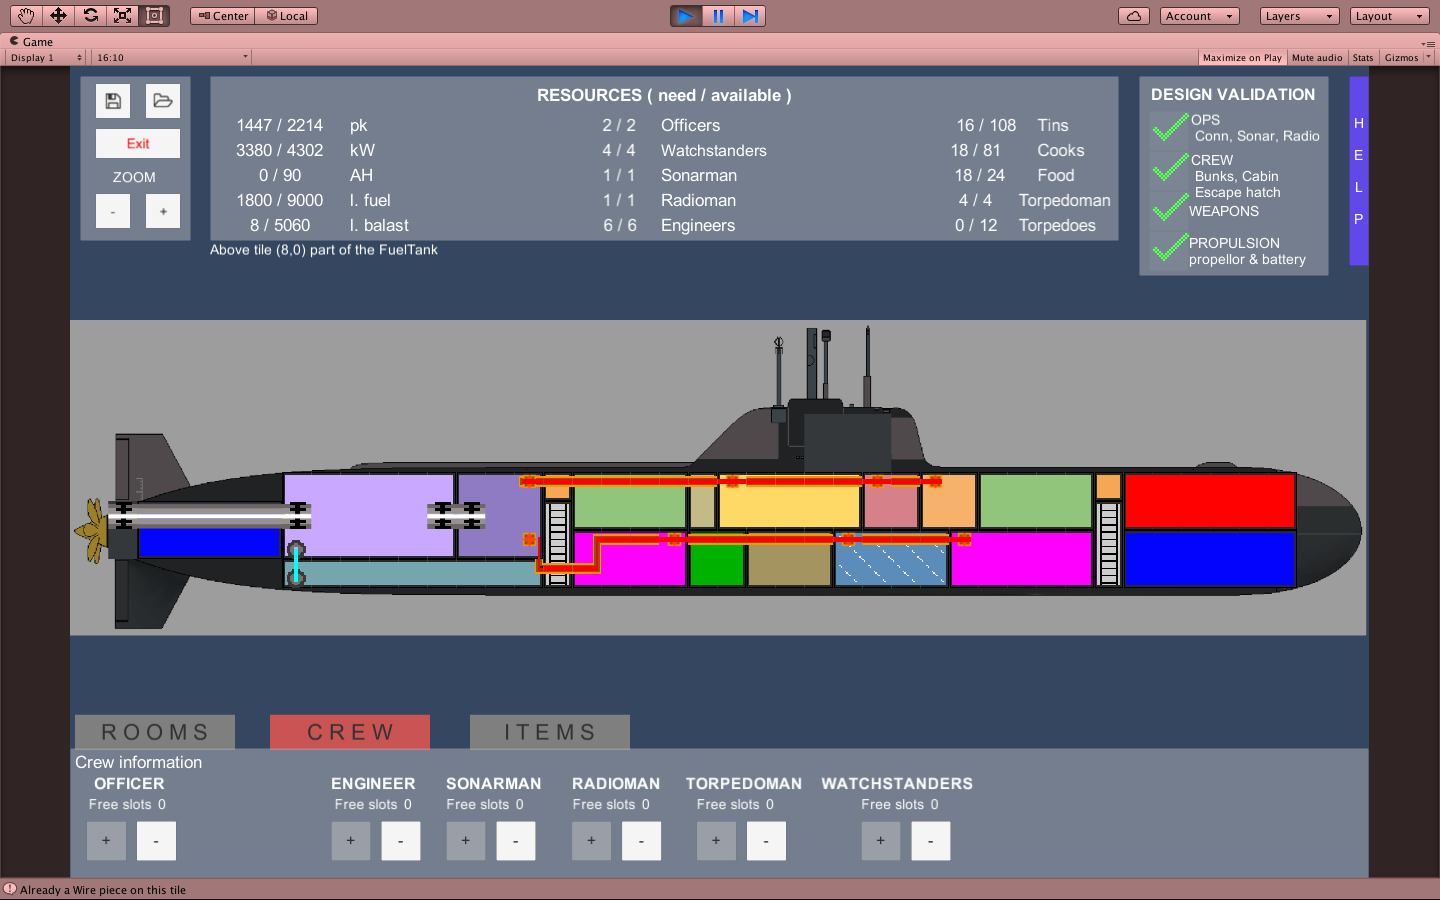 Center
Local
Account
Layers
Layout
Game
Display 1
16:10
Maximize on Play
Mute audio
Stats
Gizmos
Exit
ZOOM
-
+
RESOURCES ( need / available )
1447 / 2214 pk
3380 / 4302 kW
0 / 90 AH
1800 / 9000 l. fuel
8 / 5060 l. balast
2 / 2 Officers
4 / 4 Watchstanders
1 / 1 Sonarman
1 / 1 Radioman
6 / 6 Engineers
16 / 108 Tins
18 / 81 Cooks
18 / 24 Food
4 / 4 Torpedoman
0 / 12 Torpedoes
DESIGN VALIDATION
OPS
Conn, Sonar, Radio
CREW
Bunks, Cabin
Escape hatch
WEAPONS
PROPULSION
propellor & battery
H
E
L
P
Above tile (8,0) part of the FuelTank
ROOMS
CREW
ITEMS
Crew information
OFFICER
Free slots 0
+ -
ENGINEER
Free slots 0
+ -
SONARMAN
Free slots 0
+ -
RADIOMAN
Free slots 0
+ -
TORPEDOMAN
Free slots 0
+ -
WATCHSTANDERS
Free slots 0
+ -
Already a Wire piece on this tile